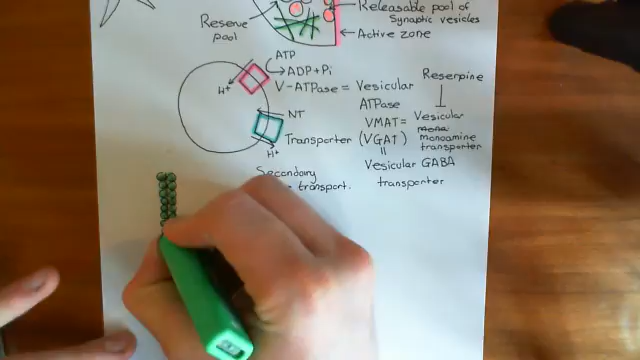 Reserve
pool
Releasable pool of
Synaptic vesicles
Active zone
ATP
ADP+Pi
H+
V-ATPase = Vesicular
ATPase
Reserpine
NT
VMAT= Vesicular
monoamine
transporter
Transporter (VGAT)
H+
Vesicular GABA
transporter
Secondary
transport.